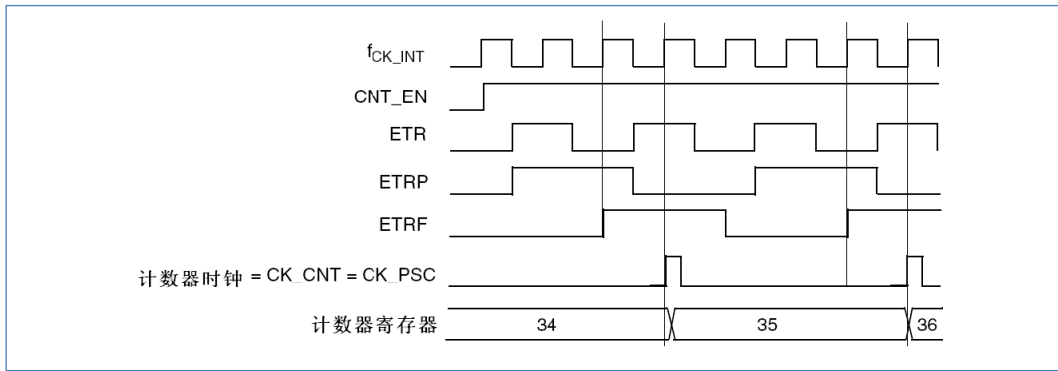 fCK_INT
CNT_EN
ETR
ETRP
ETRF
计数器时钟 = CK_CNT = CK_PSC
计数器寄存器 34 35 36